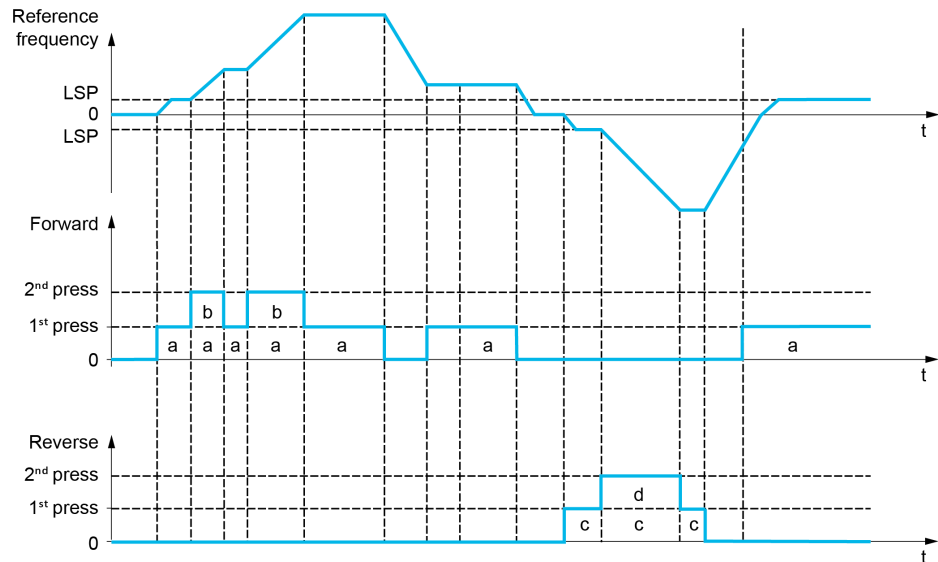 Reference
frequency
LSP
0
LSP
t
Forward
2nd press
b b
1st press
a a a a a a a
0
t
Reverse
2nd press
d
1st press
c c c
0
t